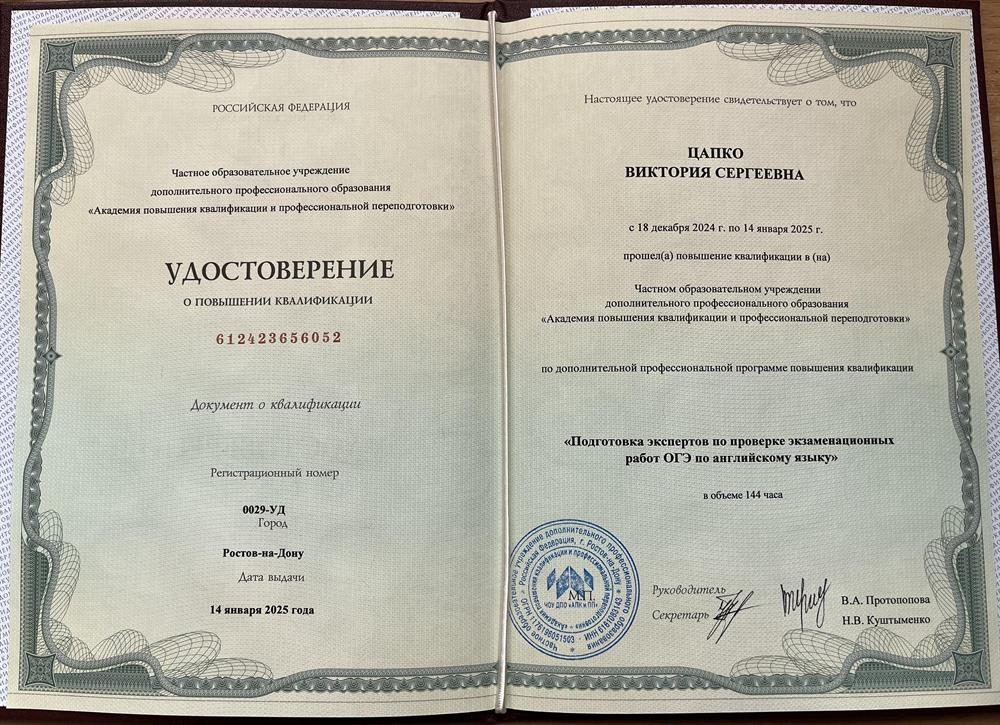 РОССИЙСКАЯ ФЕДЕРАЦИЯ
Частное образовательное учреждение
дополнительного профессионального образования
«Академия повышения квалификации и профессиональной переподготовки»
УДОСТОВЕРЕНИЕ
О ПОВЫШЕНИИ КВАЛИФИКАЦИИ
612423656052
Документ о квалификации
Регистрационный номер
0029-УД
Город
Ростов-на-Дону
Дата выдачи
14 января 2025 года
Настоящее удостоверение свидетельствует о том, что
ЦАПКО
ВИКТОРИЯ СЕРГЕЕВНА
с 18 декабря 2024 г. по 14 января 2025 г.
прошел(а) повышение квалификации в (на)
Частном образовательном учреждении
дополнительного профессионального образования
«Академия повышения квалификации и профессиональной переподготовки»
по дополнительной профессиональной программе повышения квалификации
«Подготовка экспертов по проверке экзаменационных
работ ОГЭ по английскому языку»
в объеме 144 часа
М.П.
ЧОУ ДПО «АПК и ПП»
Руководитель
В.А. Протопопова
Секретарь
Н.В. Куштыменко